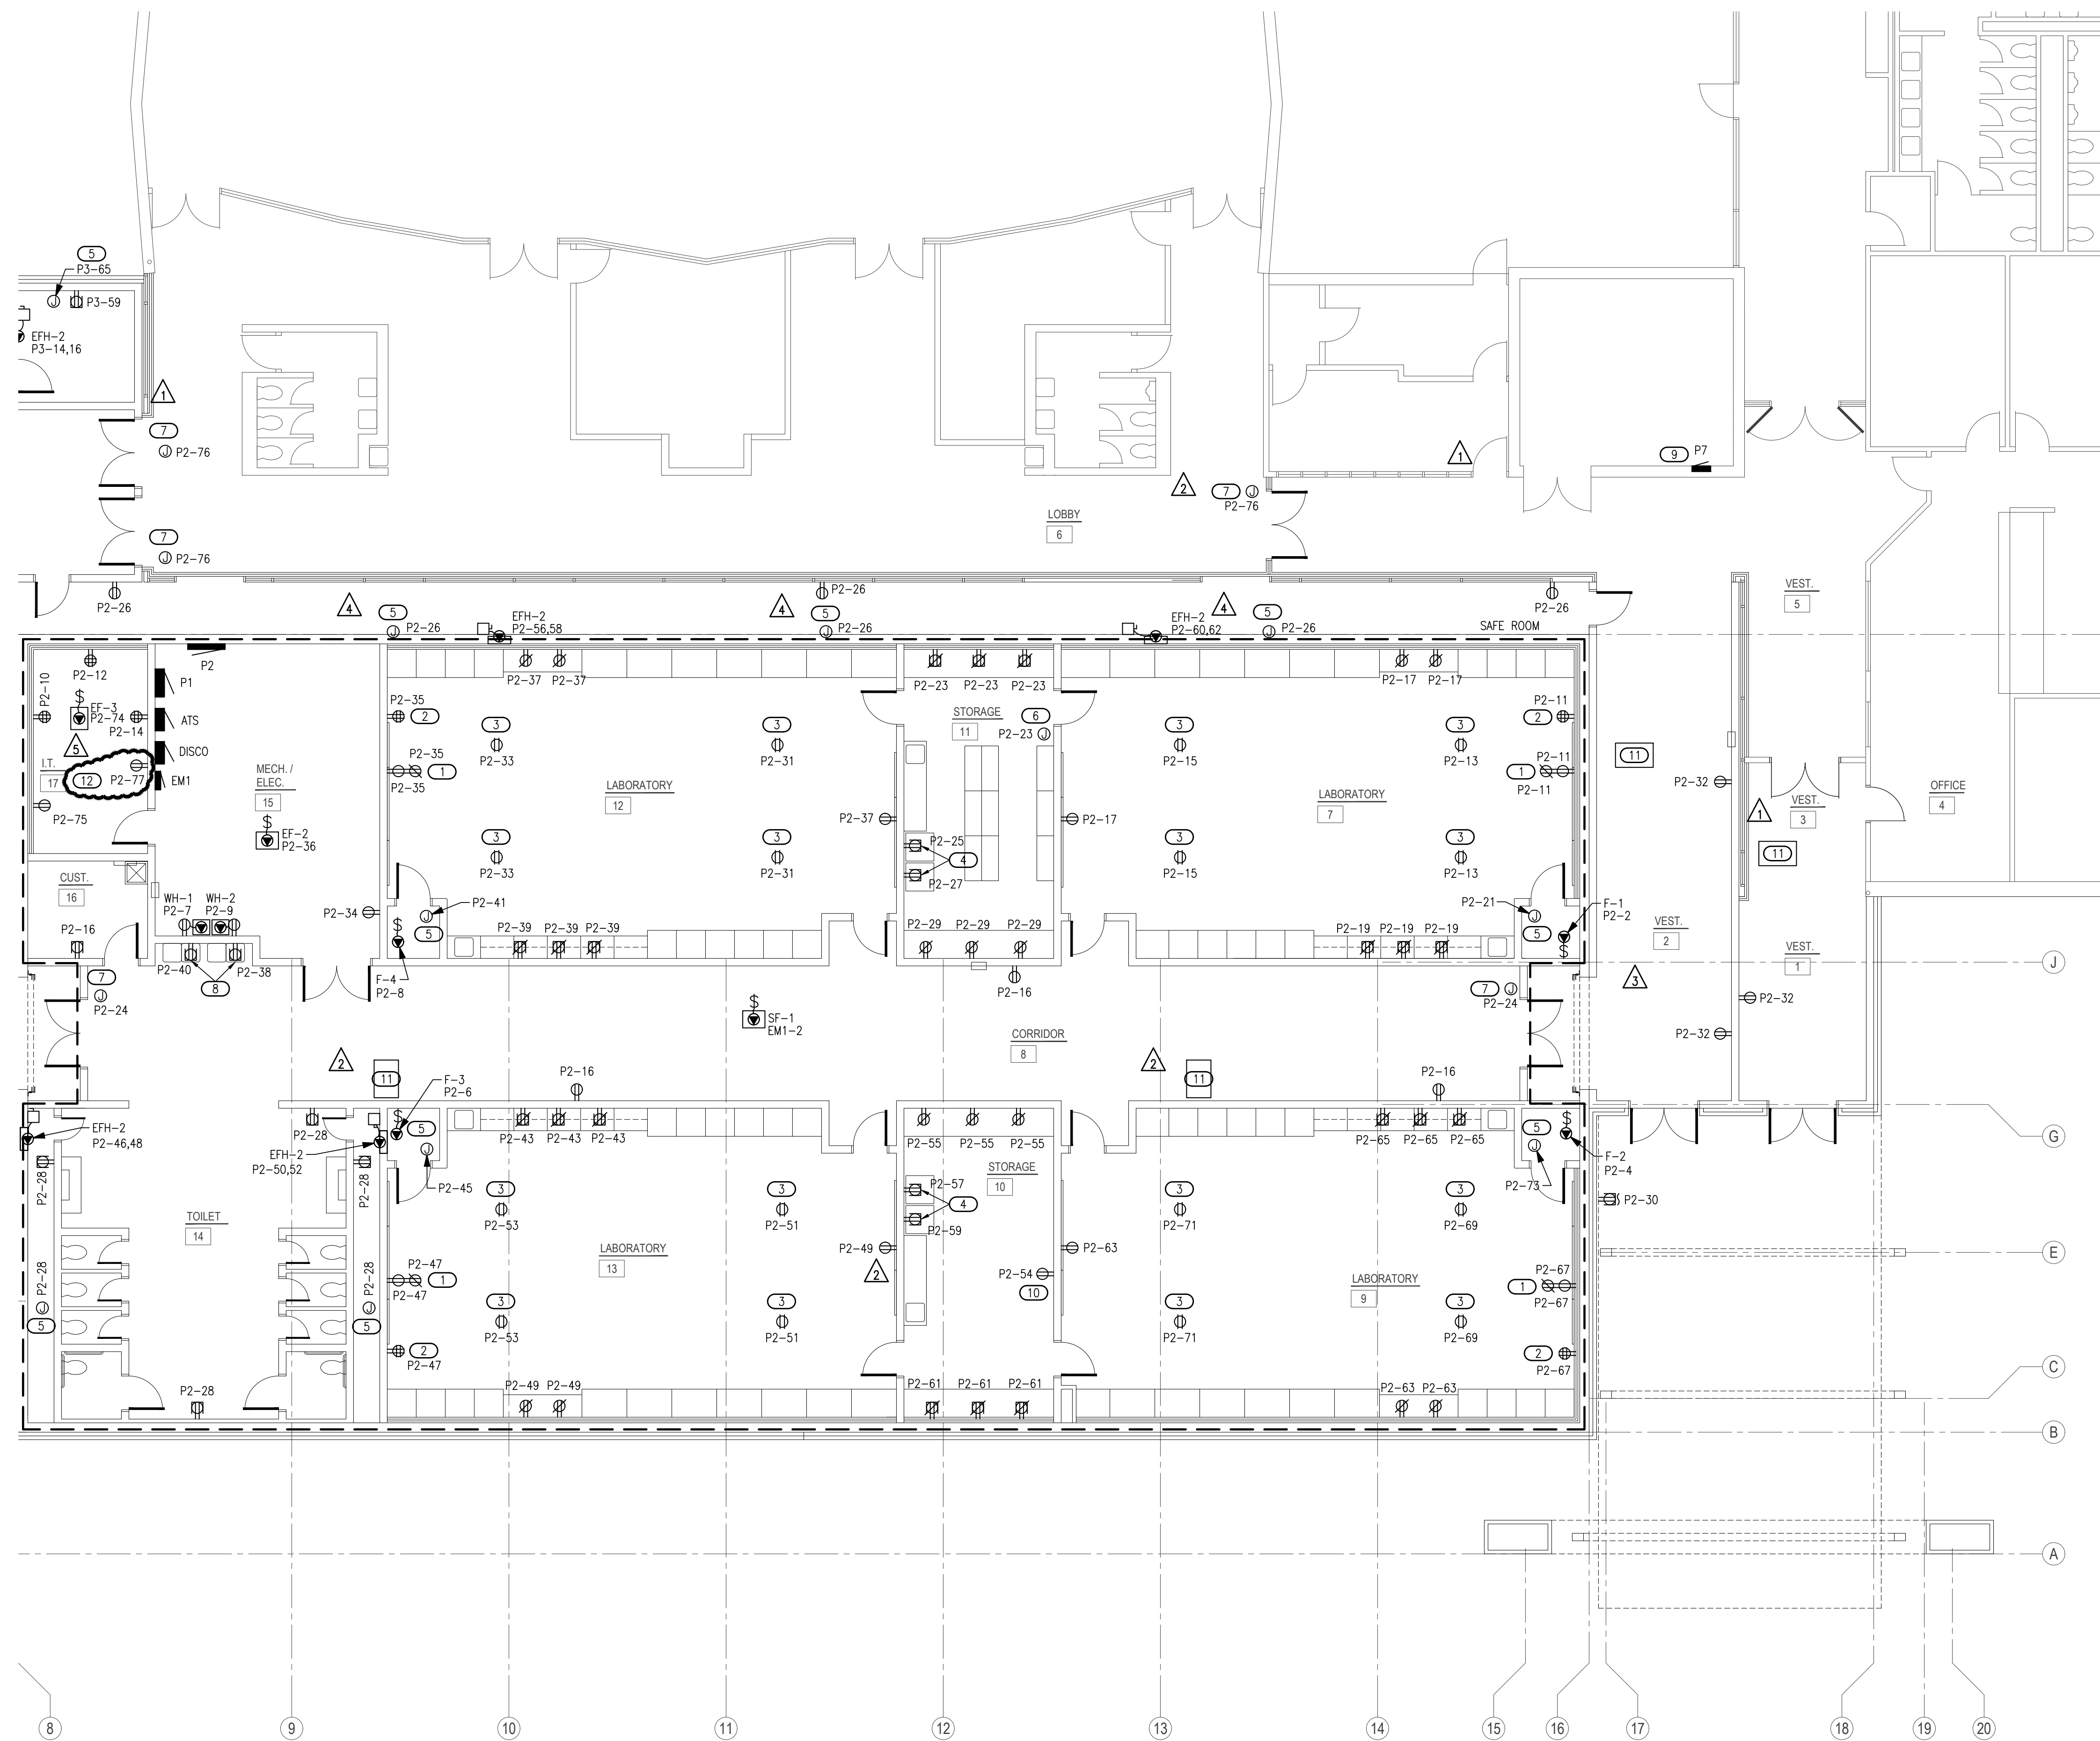 5
P3-65
P3-59
EFH-2
P3-14,16
1
7
P2-76
1
9
P7
2
7
P2-76
LOBBY
6
7
P2-76
P2-26
4
5
P2-26
EFH-2
P2-56,58
4
P2-26
5
P2-26
EFH-2
P2-60,62
4
5
P2-26
P2-26
SAFE ROOM
VEST.
5
P2-12
P2-10
EF-3
P2-74
P2-14
5
I.T.
17
12
P2-77
P2-75
P2
P1
ATS
DISCO
EM1
MECH. /
ELEC.
15
EF-2
P2-36
P2-35
2
P2-35
1
P2-35
P2-37
P2-37
3
P2-33
3
P2-31
LABORATORY
12
3
P2-33
3
P2-31
P2-37
P2-23
P2-23
P2-23
STORAGE
11
6
P2-23
P2-25
4
P2-27
P2-17
P2-29
P2-29
P2-29
P2-17
P2-17
3
P2-15
3
P2-13
LABORATORY
7
3
P2-15
3
P2-13
P2-11
2
P2-11
1
P2-11
11
P2-32
1
VEST.
3
11
OFFICE
4
CUST.
16
P2-16
WH-1
P2-7
WH-2
P2-9
P2-40
P2-38
8
P2-34
P2-41
5
F-4
P2-8
P2-39
P2-39
P2-39
P2-21
5
F-1
P2-2
P2-19
P2-19
P2-19
VEST.
2
VEST.
1
3
J
7
P2-24
P2-16
7
P2-24
SF-1
EM1-2
CORRIDOR
8
P2-32
P2-32
2
11
F-3
P2-6
P2-16
2
11
P2-16
G
EFH-2
P2-46,48
P2-28
P2-28
EFH-2
P2-50,52
P2-28
5
P2-45
P2-43
P2-43
P2-43
P2-55
P2-55
P2-55
P2-65
P2-65
P2-65
5
P2-73
F-2
P2-4
P2-30
TOILET
14
P2-28
5
P2-28
5
P2-28
3
P2-53
3
P2-51
LABORATORY
13
P2-47
1
P2-47
3
P2-53
3
P2-51
2
P2-47
P2-49
P2-49
P2-49
2
STORAGE
10
P2-57
4
P2-59
P2-54
10
P2-63
P2-61
P2-61
P2-61
3
P2-71
3
P2-69
LABORATORY
9
3
P2-71
3
P2-69
P2-67
1
P2-67
2
P2-67
P2-63
P2-63
E
C
B
A
8
9
10
11
12
13
14
15
16
17
18
19
20